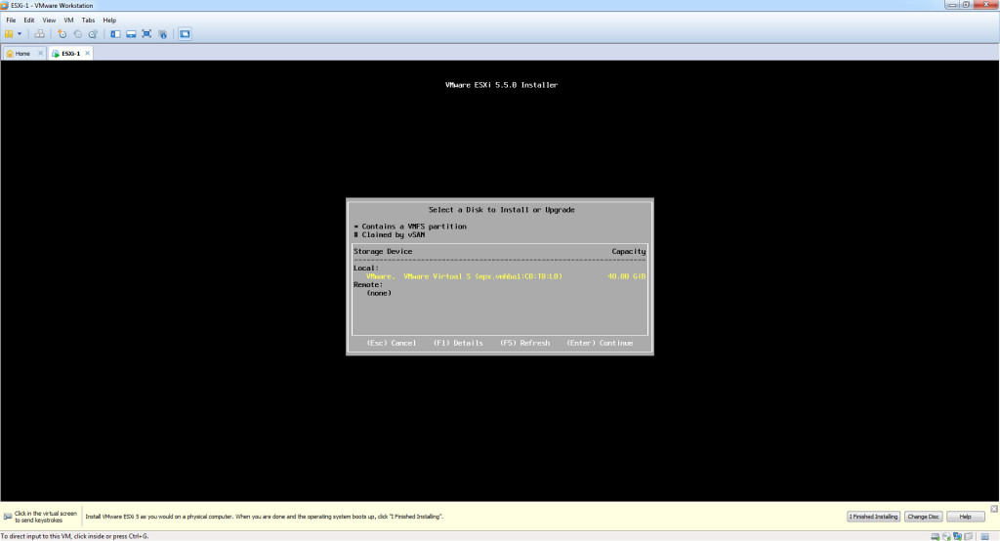 ESXi-1 - VMware Workstation
File Edit View VM Tabs Help
Home ESXi-1
VMware ESXi 5.5.0 Installer
Select a Disk to Install or Upgrade
* Contains a VMFS partition
# Claimed by vSAN
Storage Device Capacity
Local:
VMware, VMware Virtual S (mpx.vmhba1:C0:T0:L0) 40.00 GiB
Remote:
(none)
(Esc) Cancel (F1) Details (F5) Refresh (Enter) Continue
Click in the virtual screen
to send keystrokes
Install VMware ESXi 5 as you would on a physical computer. When you are done and the operating system boots up, click "I Finished Installing".
I Finished Installing Change Disc Help
To direct input to this VM, click inside or press Ctrl+G.